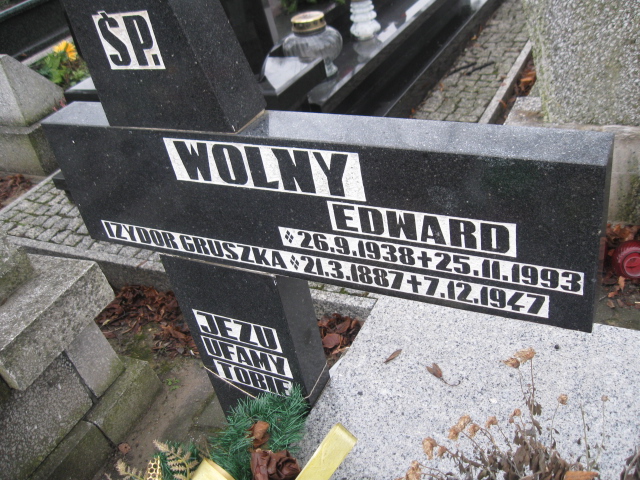 ŚP.
WOLNY
EDWARD
❖ 26.9.1938+25.11.1993
IZYDOR GRUSZKA ❖ 21.3.1887+7.12.1947
JEZU
UFAMY
TOBIE